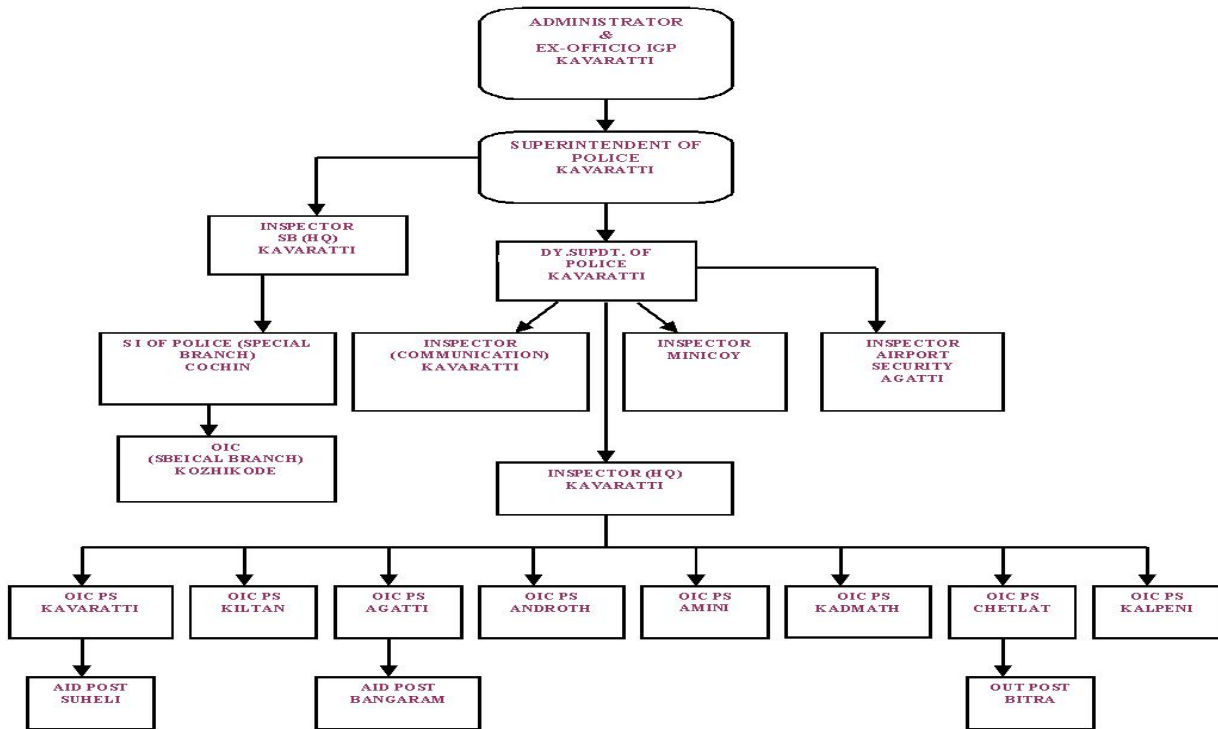 ADMINISTRATOR
&
EX-OFFICIO IGP
KAVARATTI
SUPERINTENDENT OF
POLICE
KAVARATTI
INSPECTOR
SB (HQ)
KAVARATTI
DY.SUPDT. OF
POLICE
KAVARATTI
S I OF POLICE (SPECIAL
BRANCH)
COCHIN
INSPECTOR
(COMMUNICATION)
KAVARATTI
INSPECTOR
MINICOY
INSPECTOR
AIRPORT
SECURITY
AGATTI
OIC
(SBEICAL BRANCH)
KOZHIKODE
INSPECTOR (HQ)
KAVARATTI
OIC PS
KAVARATTI
OIC PS
KILTAN
OIC PS
AGATTI
OIC PS
ANDROTH
OIC PS
AMINI
OIC PS
KADMATH
OIC PS
CHETLAT
OIC PS
KALPENI
AID POST
SUHELI
AID POST
BANGARAM
OUT POST
BITRA